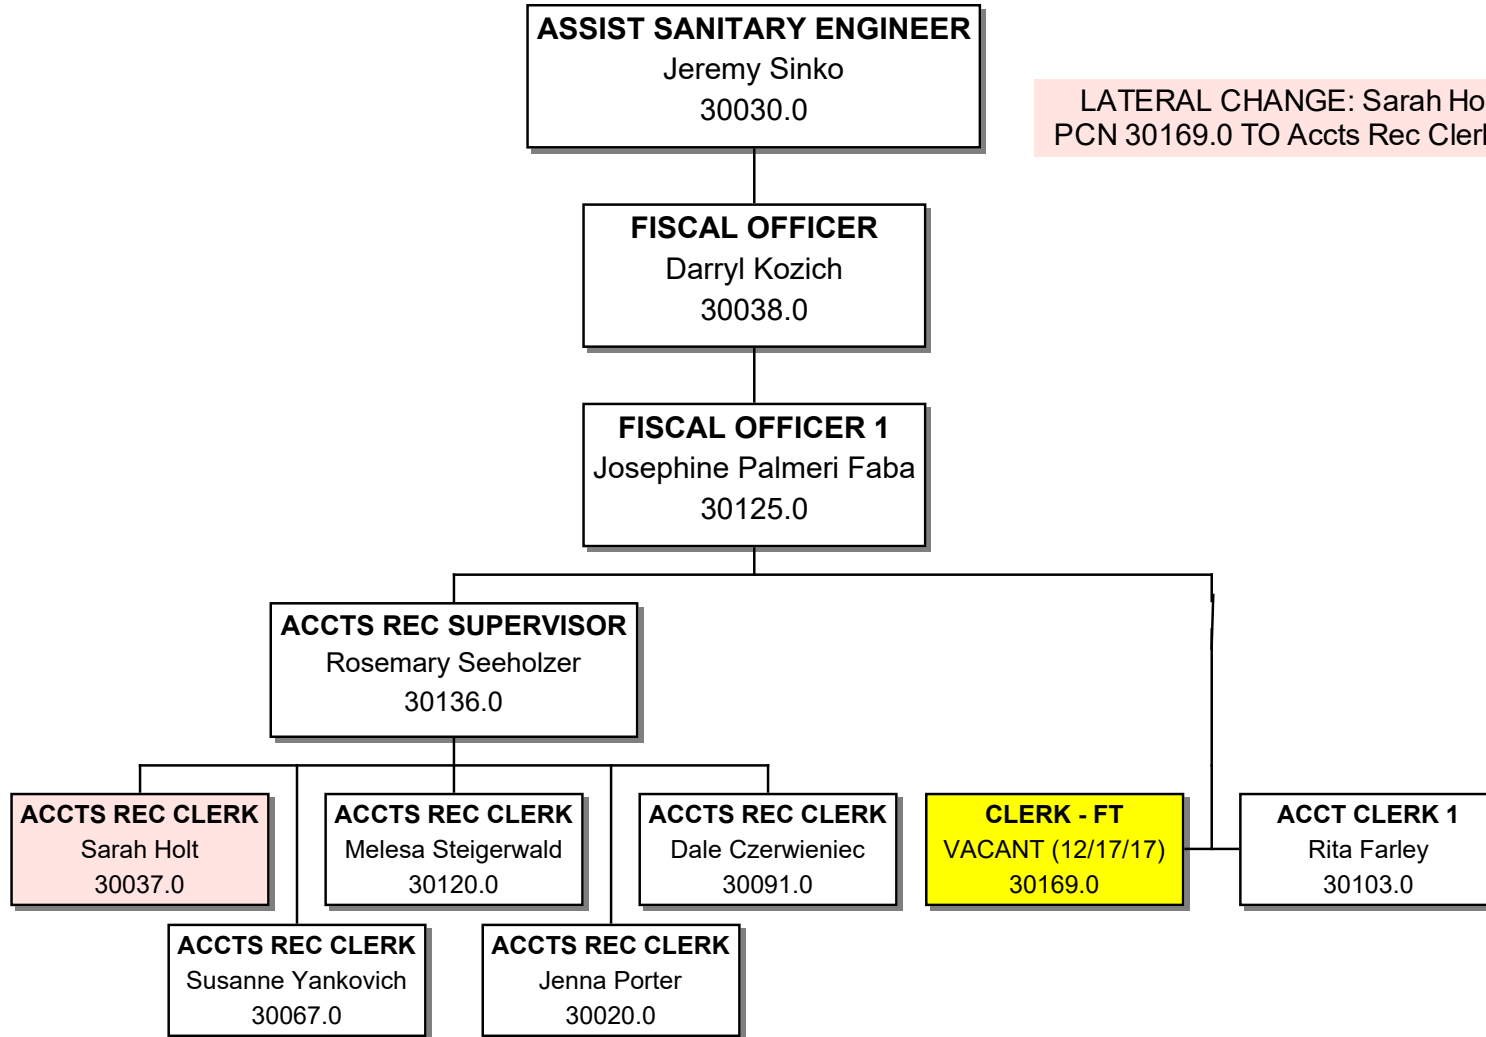 ASSIST SANITARY ENGINEER
Jeremy Sinko
30030.0
LATERAL CHANGE: Sarah
PCN 30169.0 TO Accts Rec
FISCAL OFFICER
Darryl Kozich
30038.0
FISCAL OFFICER 1
Josephine Palmeri Faba
30125.0
ACCTS REC SUPERVISOR
Rosemary Seeholzer
30136.0
ACCTS REC CLERK
Sarah Holt
30037.0
ACCTS REC CLERK
Melesa Steigerwald
30120.0
ACCTS REC CLERK
Dale Czerwieniec
30091.0
CLERK - FT
VACANT (12/17/17)
30169.0
ACCT CLERK 1
Rita Farley
30103.0
ACCTS REC CLERK
Susanne Yankovich
30067.0
ACCTS REC CLERK
Jenna Porter
30020.0